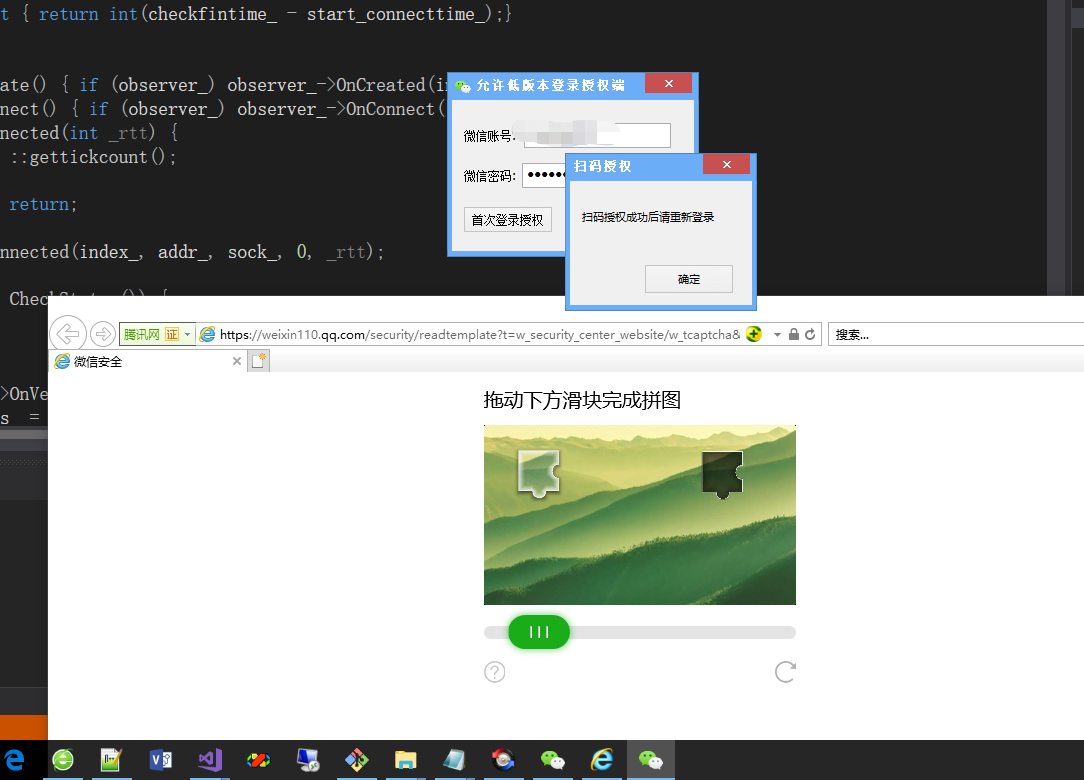 t { return int(checkfintime_ - start_connecttime_);}
ate() { if (observer_) observer_->OnCreated(i
nect() { if (observer_) observer_->OnConnect(
nected(int _rtt) {
::gettickcount();
return;
nnected(index_, addr_, sock_, 0, _rtt);
>OnVe
s =
允许低版本登录授权端
微信账号:
微信密码:
首次登录授权
扫码授权
扫码授权成功后请重新登录
确定
腾讯网 证
https://weixin110.qq.com/security/readtemplate?t=w_security_center_website/w_tcaptcha&
搜索...
微信安全
拖动下方滑块完成拼图